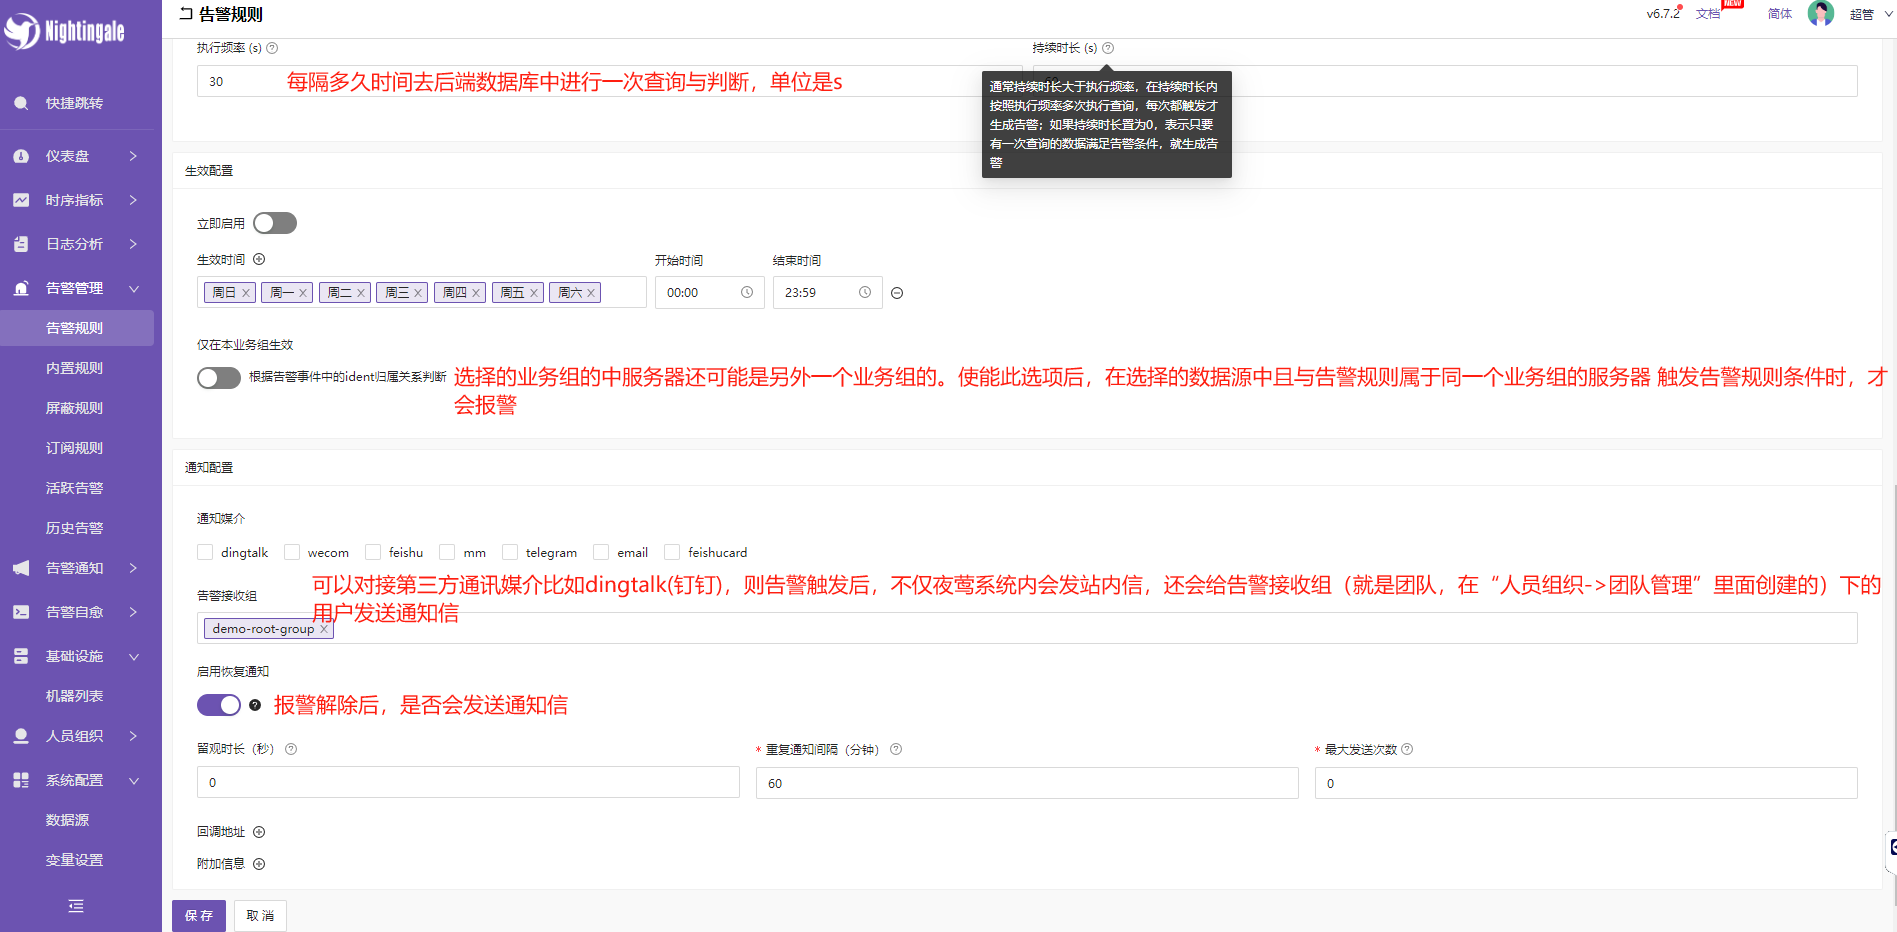 Nightingale
快捷跳转
仪表盘
时序指标
日志分析
告警管理
告警规则
内置规则
屏蔽规则
订阅规则
活跃告警
历史告警
告警通知
告警自愈
基础设施
机器列表
人员组织
系统配置
数据源
变量设置
告警规则
v6.7.2
文档
NEW
简体
超管
执行频率 (s)
持续时长 (s)
30
每隔多久时间去后端数据库中进行一次查询与判断，单位是s
通常持续时长大于执行频率，在持续时长内
按照执行频率多次执行查询，每次都触发才
生成告警；如果持续时长置为0，表示只要
有一次查询的数据满足告警条件，就生成告
警
生效配置
立即启用
生效时间
开始时间
结束时间
周日
周一
周二
周三
周四
周五
周六
00:00
23:59
仅在本业务组生效
根据告警事件中的ident归属关系判断
选择的业务组的中服务器还可能是另外一个业务组的。使能此选项后，在选择的数据源中且与告警规则属于同一个业务组的服务器 触发告警规则条件时，才
会报警
通知配置
通知媒介
dingtalk
wecom
feishu
mm
telegram
email
feishucard
告警接收组
可以对接第三方通讯媒介比如dingtalk(钉钉)，则告警触发后，不仅夜莺系统内会发站内信，还会给告警接收组（就是团队，在“人员组织->团队管理”里面创建的）下的
用户发送通知信
demo-root-group
启用恢复通知
报警解除后，是否会发送通知信
留观时长（秒）
* 重复通知间隔（分钟）
* 最大发送次数
0
60
0
回调地址
附加信息
保 存
取 消